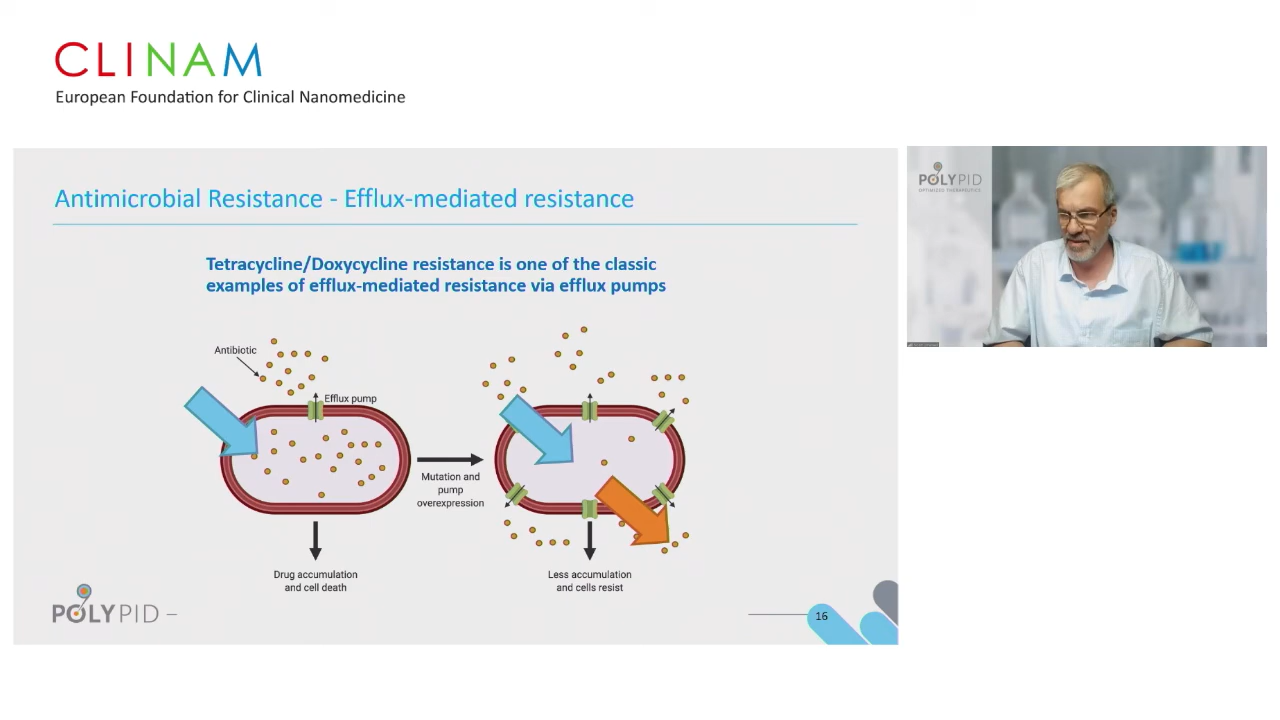 CLINAM
European Foundation for Clinical Nanomedicine
Antimicrobial Resistance - Efflux-mediated resistance
Tetracycline/Doxycycline resistance is one of the classic
examples of efflux-mediated resistance via efflux pumps
Antibiotic
Efflux pump
Mutation and
pump
overexpression
Drug accumulation
and cell death
Less accumulation
and cells resist
POLYPID
16
POLYPID
OPTIMIZED THERAPEUTICS